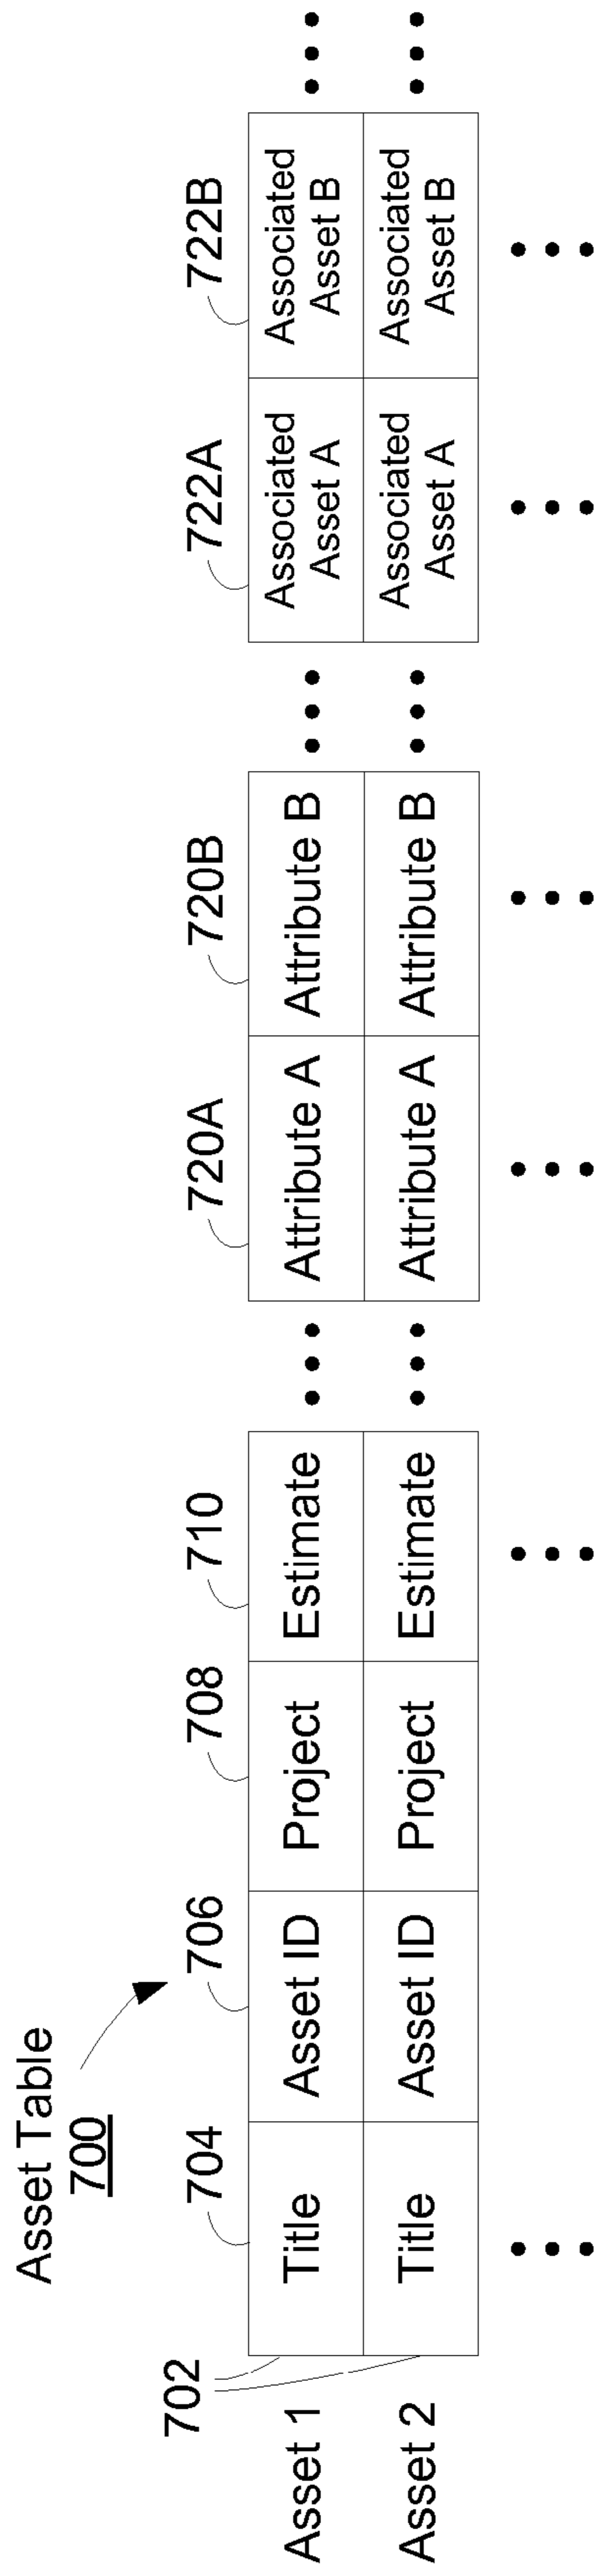 Asset Table
700
702
704
706
708
710
720A
720B
722A
722B
Asset 1
Title
Asset ID
Project
Estimate
Attribute A
Attribute B
Associated
Asset A
Associated
Asset B
Asset 2
Title
Asset ID
Project
Estimate
Attribute A
Attribute B
Associated
Asset A
Associated
Asset B